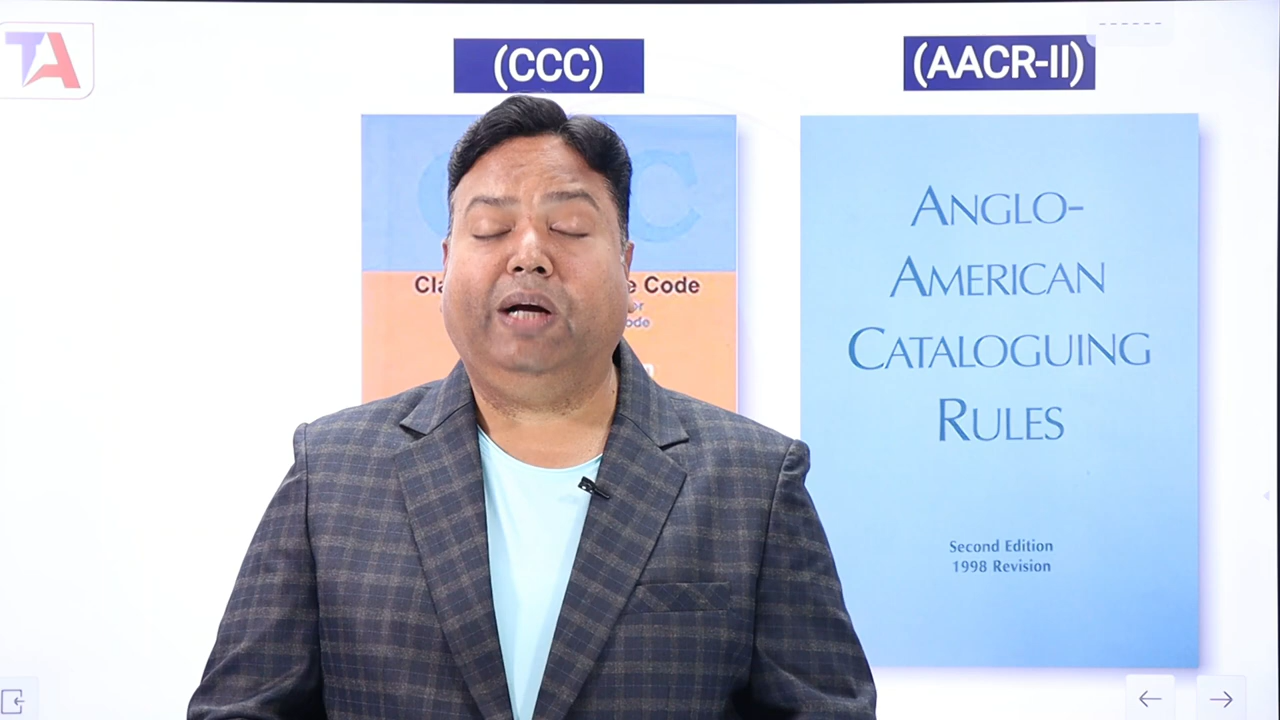 TA
(CCC)
(AACR-II)
Code
ANGLO-
AMERICAN
CATALOGUING
RULES
Second Edition
1998 Revision